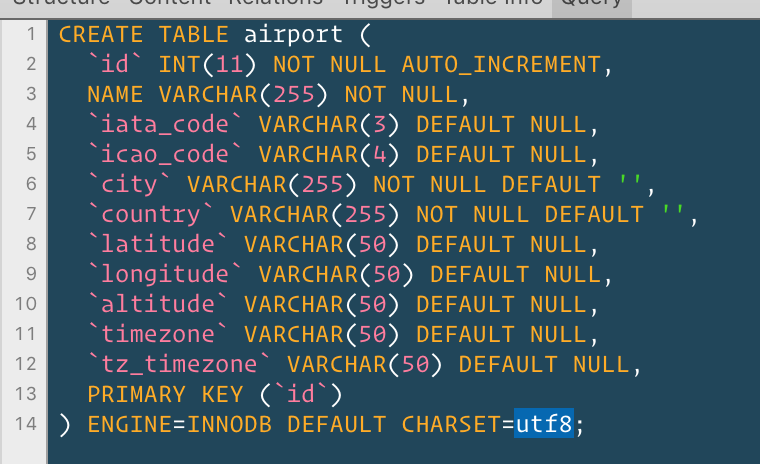 Structure Content Relations Triggers Table Info Query
1 CREATE TABLE airport (
2 `id` INT(11) NOT NULL AUTO_INCREMENT,
3 NAME VARCHAR(255) NOT NULL,
4 `iata_code` VARCHAR(3) DEFAULT NULL,
5 `icao_code` VARCHAR(4) DEFAULT NULL,
6 `city` VARCHAR(255) NOT NULL DEFAULT '',
7 `country` VARCHAR(255) NOT NULL DEFAULT '',
8 `latitude` VARCHAR(50) DEFAULT NULL,
9 `longitude` VARCHAR(50) DEFAULT NULL,
10 `altitude` VARCHAR(50) DEFAULT NULL,
11 `timezone` VARCHAR(50) DEFAULT NULL,
12 `tz_timezone` VARCHAR(50) DEFAULT NULL,
13 PRIMARY KEY (`id`)
14 ) ENGINE=INNODB DEFAULT CHARSET=utf8;